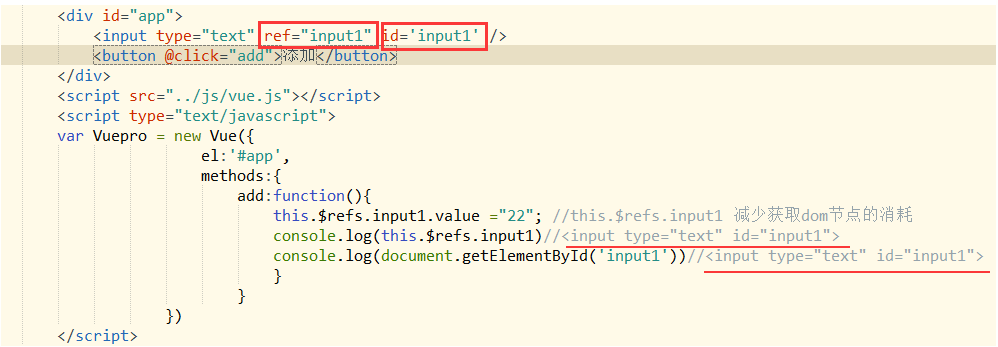 <div id="app">
<input type="text" ref="input1" id='input1' />
<button @click="add">添加</button>
</div>
<script src="../js/vue.js"></script>
<script type="text/javascript">
var Vuepro = new Vue({
el:'#app',
methods:{
add:function(){
this.$refs.input1.value ="22"; //this.$refs.input1 减少获取dom节点的消耗
console.log(this.$refs.input1)//<input type="text" id="input1">
console.log(document.getElementById('input1'))//<input type="text" id="input1">
}
}
})
</script>